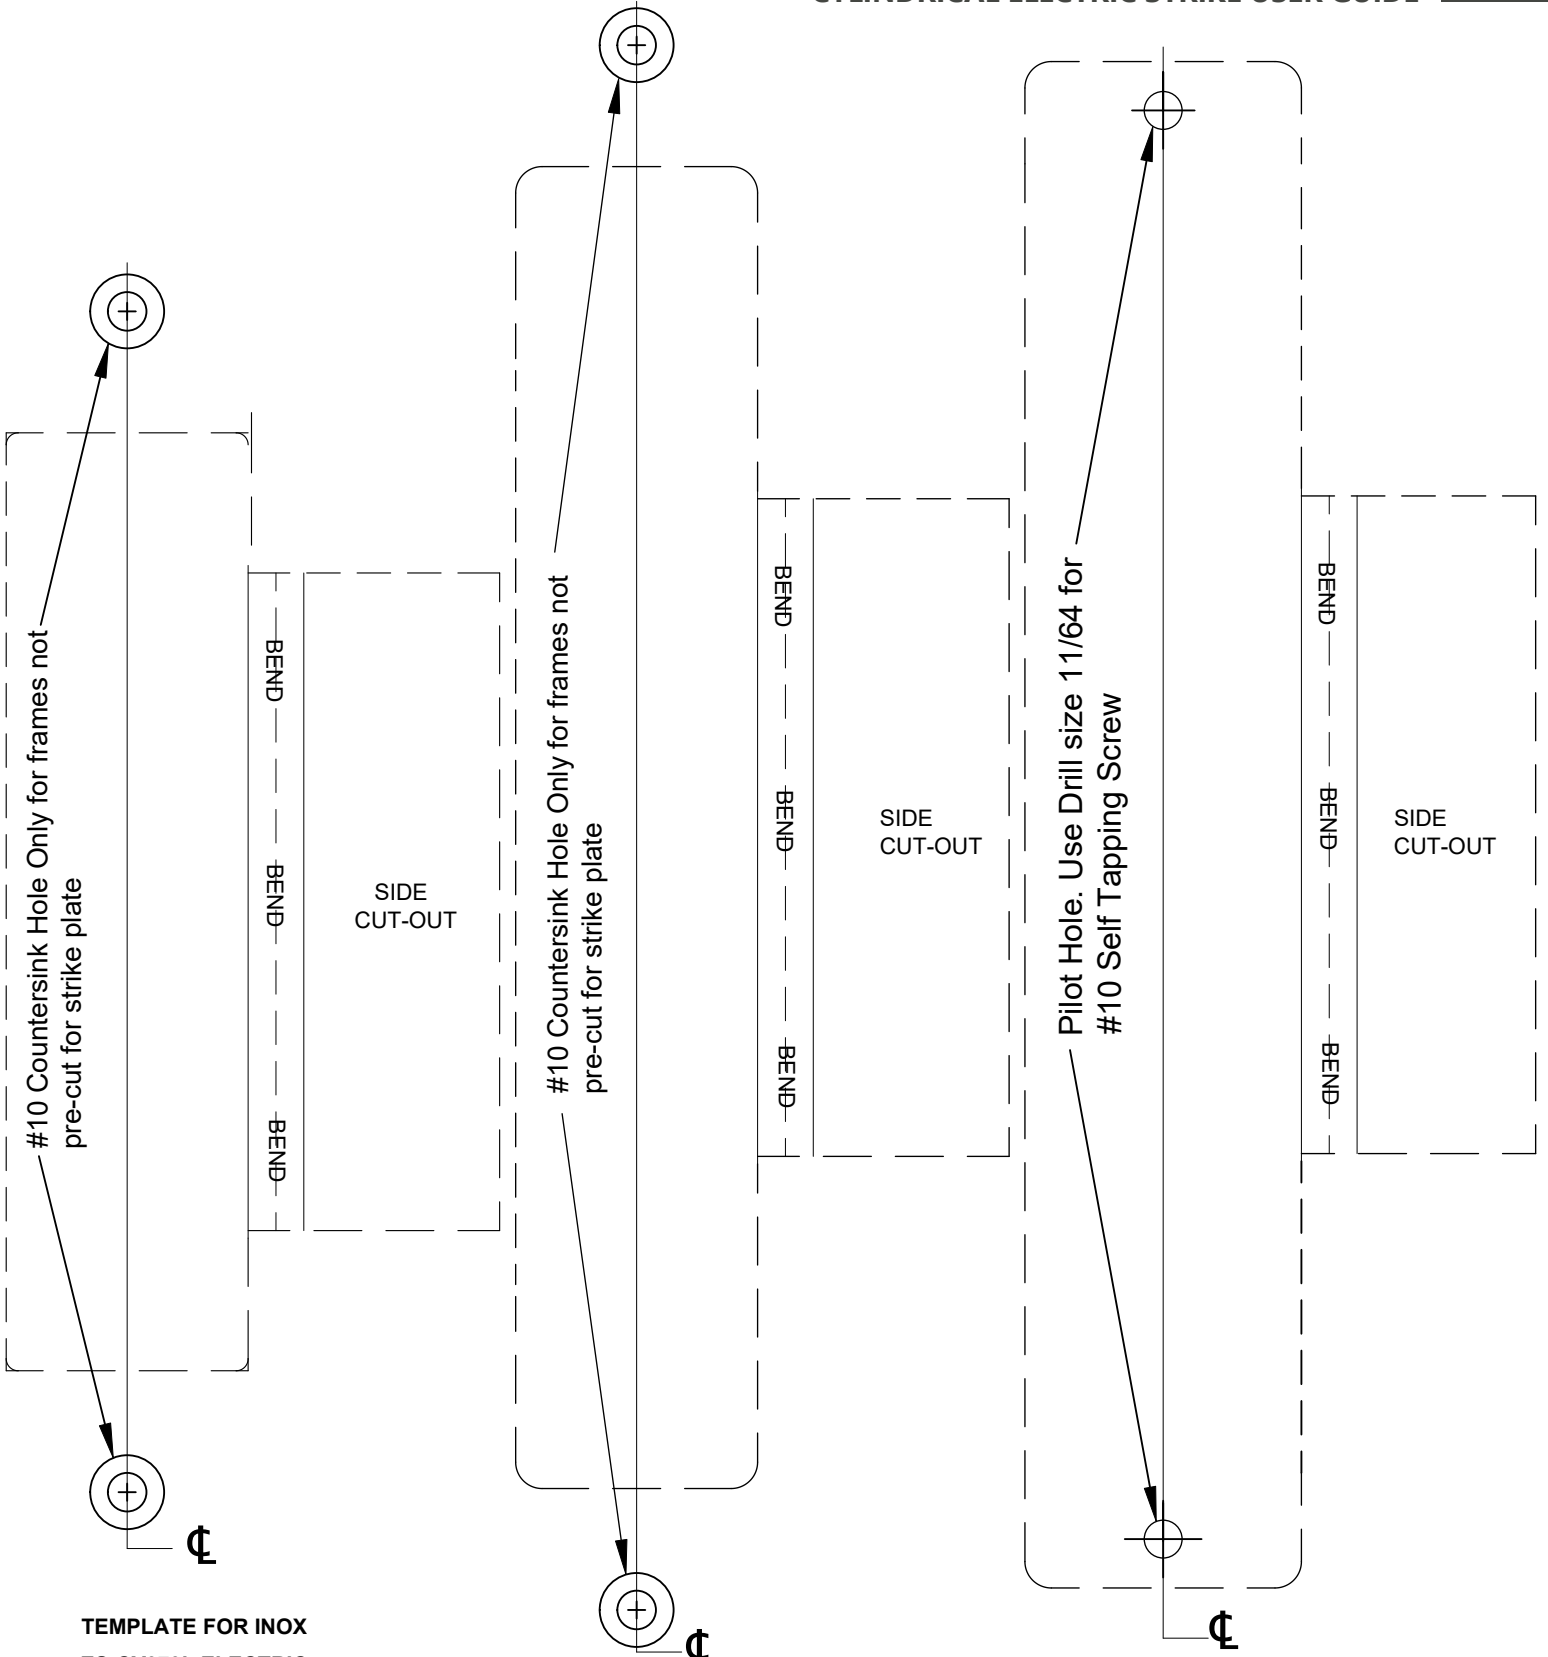 CYLINDRICAL ELECTRIC STRIKE USER GUIDE
#10 Countersink Hole Only for frames not
pre-cut for strike plate
BEND
BEND
BEND
SIDE
CUT-OUT
℄
#10 Countersink Hole Only for frames not
pre-cut for strike plate
BEND
BEND
BEND
SIDE
CUT-OUT
℄
Pilot Hole. Use Drill size 11/64 for
#10 Self Tapping Screw
BEND
BEND
BEND
SIDE
CUT-OUT
℄
TEMPLATE FOR INOX